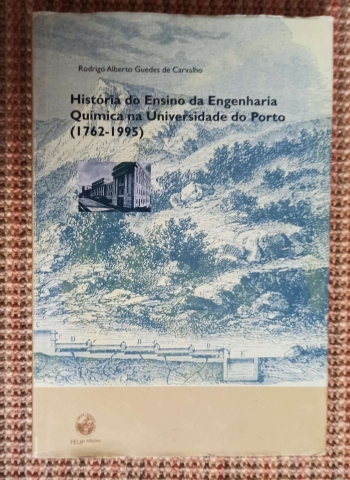 Rodrigo Alberto Guedes de Carvalho
História do Ensino da Engenharia
Química na Universidade do Porto
(1762-1995)
C
D
D
E
FEUP edições